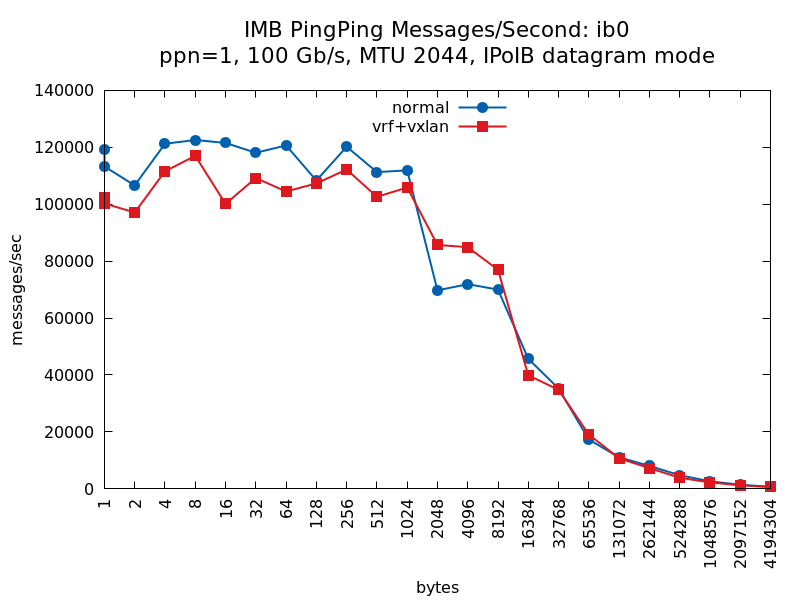 IMB PingPing Messages/Second: ib0
ppn=1, 100 Gb/s, MTU 2044, IPoIB datagram mode
normal
vrf+vxlan
messages/sec
140000
120000
100000
80000
60000
40000
20000
0
1 2 4 8 16 32 64 128 256 512 1024 2048 4096 8192 16384 32768 65536 131072 262144 524288 1048576 2097152 4194304
bytes